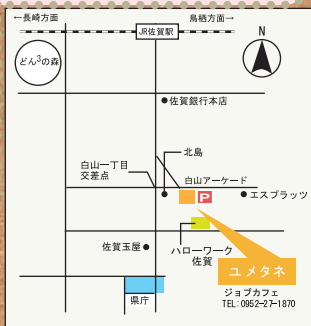 ←長崎方面
鳥栖方面→
JR佐賀駅
N
どん3の森
佐賀銀行本店
北島
白山一丁目
交差点
白山アーケード
P
エスプラッツ
佐賀玉屋
ハローワーク
佐賀
ユメタネ
県庁
ジョブカフェ
TEL:0952-27-1870